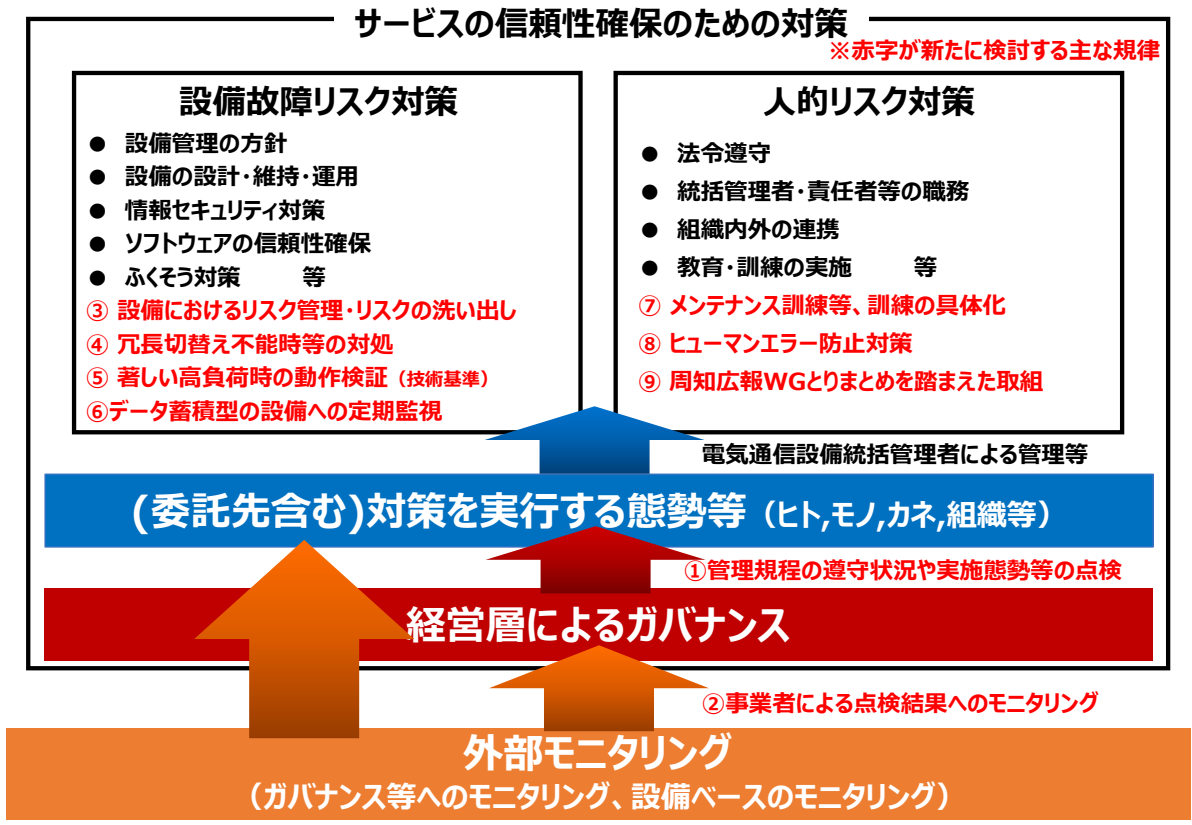 サービスの信頼性確保のための対策
※赤字が新たに検討する主な規律
設備故障リスク対策
● 設備管理の方針
● 設備の設計・維持・運用
● 情報セキュリティ対策
● ソフトウェアの信頼性確保
● ふくそう対策 等
③ 設備におけるリスク管理・リスクの洗い出し
④ 冗長切替え不能時等の対処
⑤ 著しい高負荷時の動作検証（技術基準）
⑥データ蓄積型の設備への定期監視
人的リスク対策
● 法令遵守
● 統括管理者・責任者等の職務
● 組織内外の連携
● 教育・訓練の実施 等
⑦ メンテナンス訓練等、訓練の具体化
⑧ ヒューマンエラー防止対策
⑨ 周知広報WGとりまとめを踏まえた取組
電気通信設備統括管理者による管理等
(委託先含む)対策を実行する態勢等（ヒト,モノ,カネ,組織等）
①管理規程の遵守状況や実施態勢等の点検
経営層によるガバナンス
②事業者による点検結果へのモニタリング
外部モニタリング
（ガバナンス等へのモニタリング、設備ベースのモニタリング）